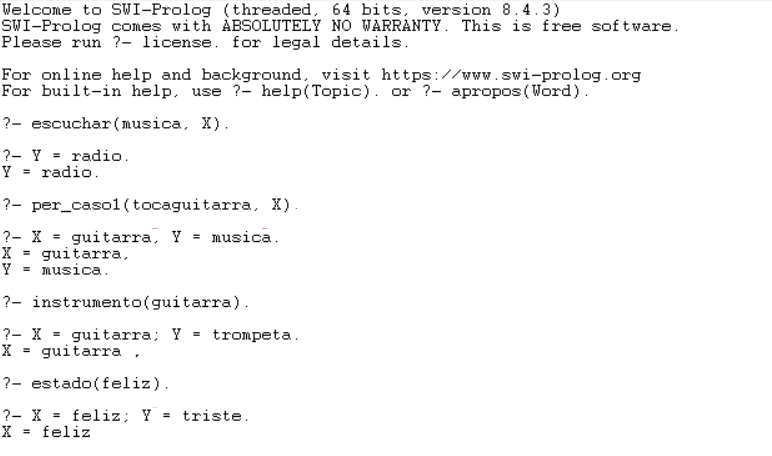 Welcome to SWI-Prolog (threaded, 64 bits, version 8.4.3)
SWI-Prolog comes with ABSOLUTELY NO WARRANTY. This is free software.
Please run ?- license. for legal details.
For online help and background, visit https://www.swi-prolog.org
For built-in help, use ?- help(Topic). or ?- apropos(Word).
?- escuchar(musica, X).
?- Y = radio.
Y = radio.
?- per_caso1(tocaguitarra, X).
?- X = guitarra, Y = musica.
X = guitarra,
Y = musica.
?- instrumento(guitarra).
?- X = guitarra; Y = trompeta.
X = guitarra ,
?- estado(feliz).
?- X = feliz; Y = triste.
X = feliz